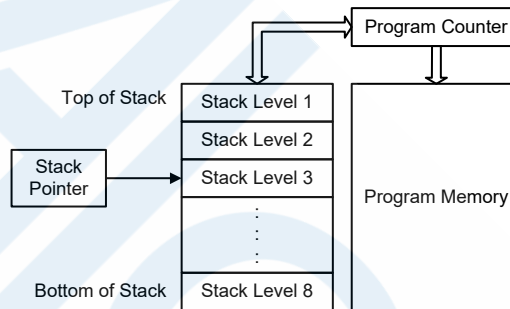 Program Counter
Top of Stack
Stack Level 1
Stack Level 2
Stack
Pointer
Stack Level 3
Program Memory
:
:
:
Bottom of Stack
Stack Level 8